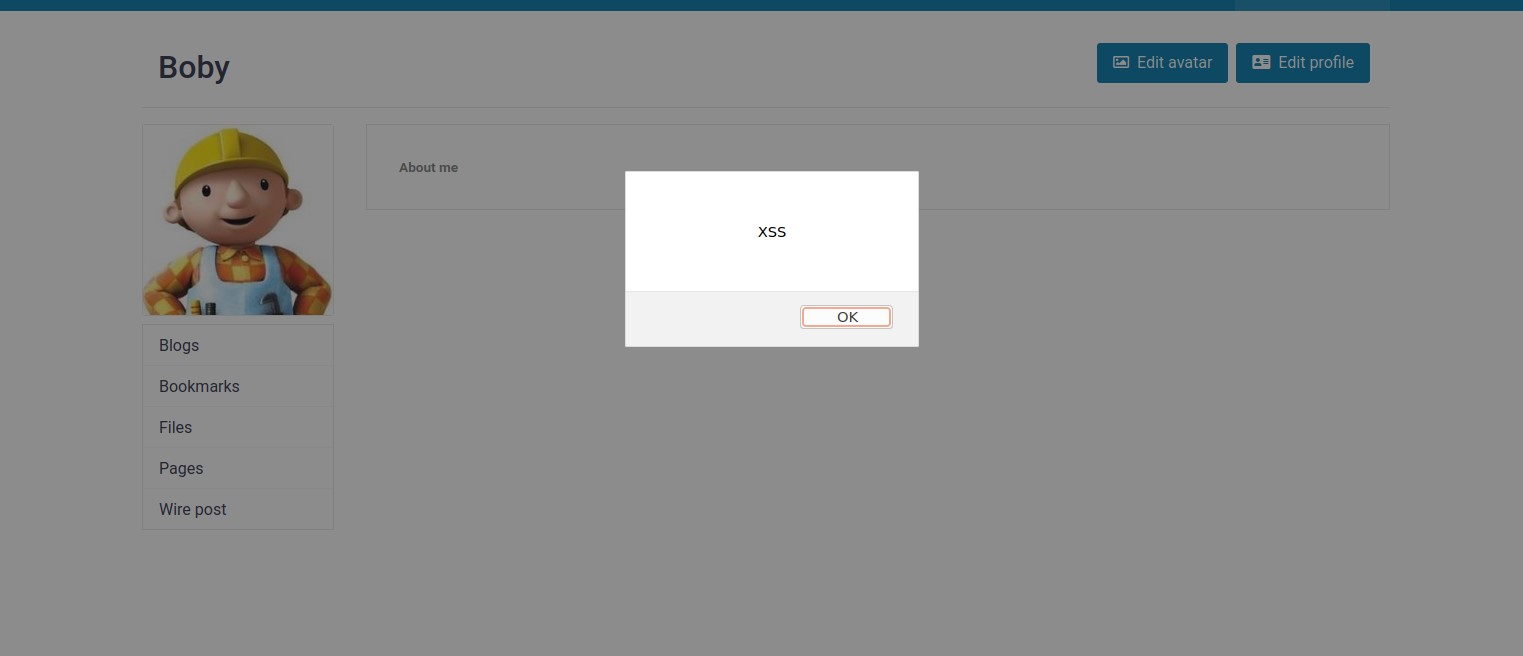 Boby
Edit avatar
Edit profile
About me
XSS
OK
Blogs
Bookmarks
Files
Pages
Wire post